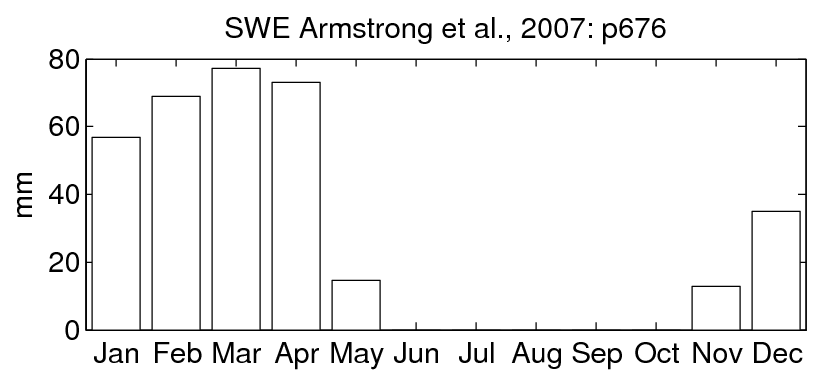 SWE Armstrong et al., 2007: p676
80
60
40
20
0
mm
Jan Feb Mar Apr May Jun Jul Aug Sep Oct Nov Dec